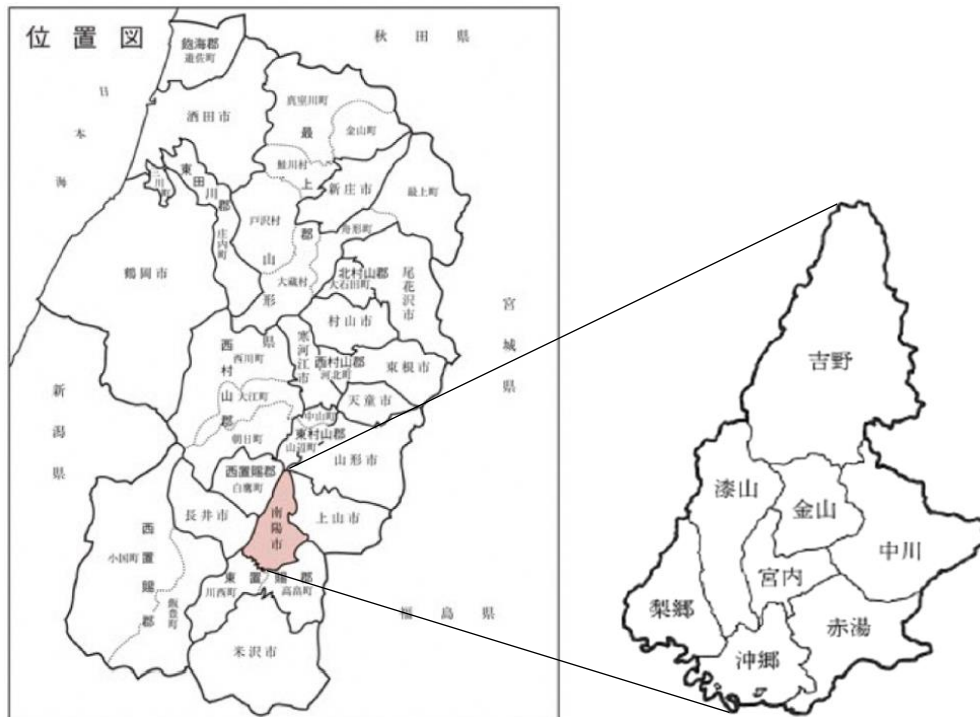 位置図
秋田県
日本海
宮城県
新潟県
福島県
飽海郡
遊佐町
酒田市
真室川町
金山町
最上郡
鮭川村
新庄市
最上町
三川町
東田川郡
庄内町
戸沢村
舟形町
大蔵村
鶴岡市
山形県
北村山郡
大石田町
尾花沢市
村山市
西村山郡
西川町
寒河江市
西村山郡
河北町
東根市
大江町
天童市
中山町
朝日町
東村山郡
山辺町
山形市
西置賜郡
白鷹町
長井市
南陽市
上山市
西置賜郡
小国町
飯豊町
東置賜郡
川西町
高畠町
米沢市
吉野
漆山
金山
中川
宮内
梨郷
赤湯
沖郷